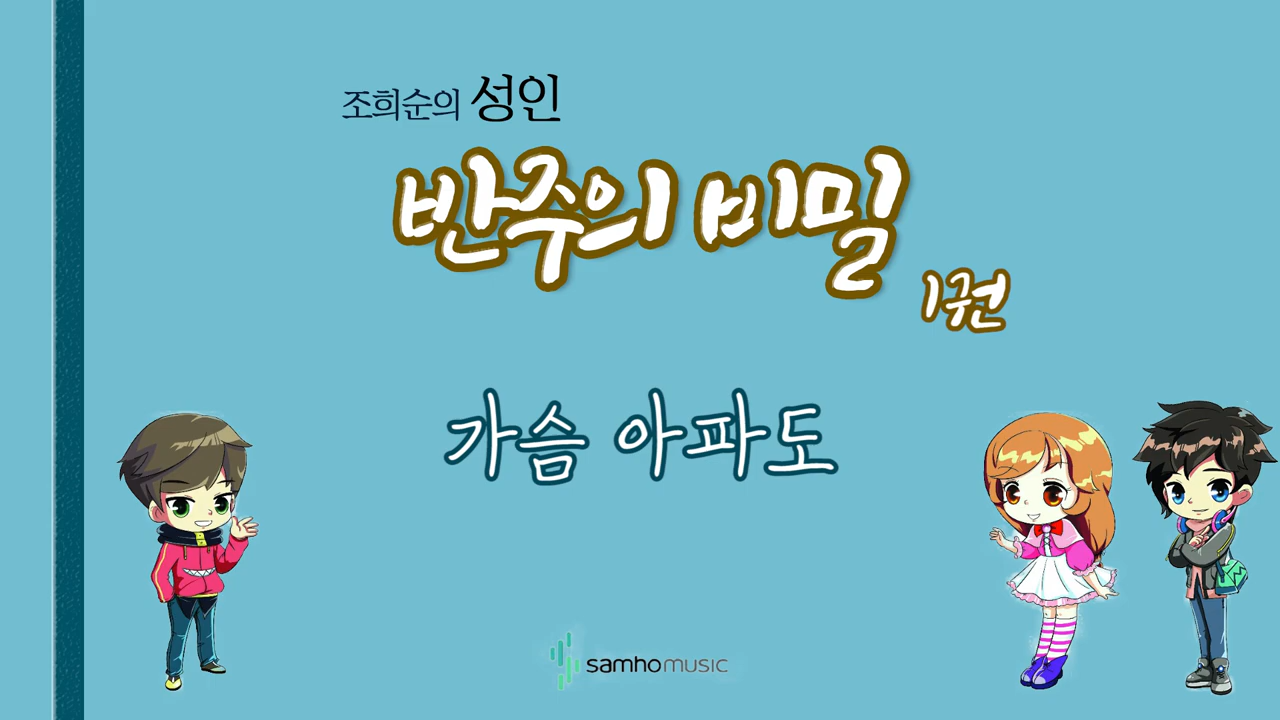 조희순의 성인
반주의 비밀
1권
가슴 아파도
samhomusic